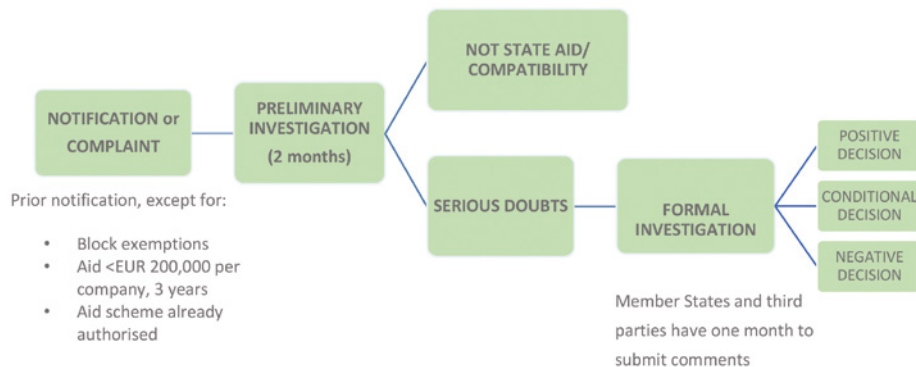 NOTIFICATION or
COMPLAINT
Prior notification, except for:
• Block exemptions
• Aid <EUR 200,000 per
company, 3 years
• Aid scheme already
authorised
PRELIMINARY
INVESTIGATION
(2 months)
NOT STATE AID/
COMPATIBILITY
SERIOUS DOUBTS
FORMAL
INVESTIGATION
Member States and third
parties have one month to
submit comments
POSITIVE
DECISION
CONDITIONAL
DECISION
NEGATIVE
DECISION